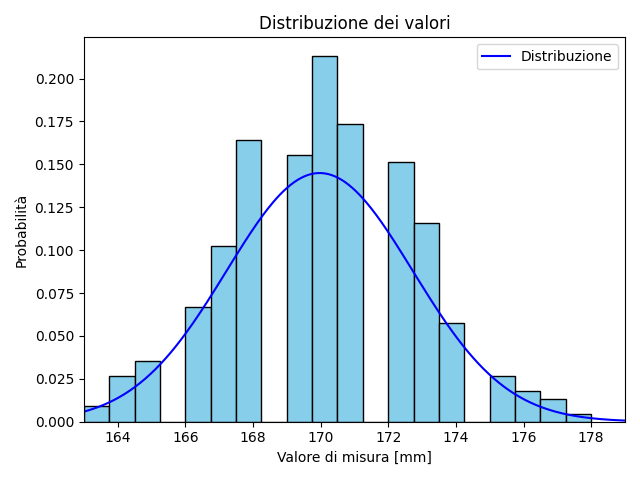 Distribuzione dei valori
Distribuzione
Probabilità
0.200
0.175
0.150
0.125
0.100
0.075
0.050
0.025
0.000
164 166 168 170 172 174 176 178
Valore di misura [mm]